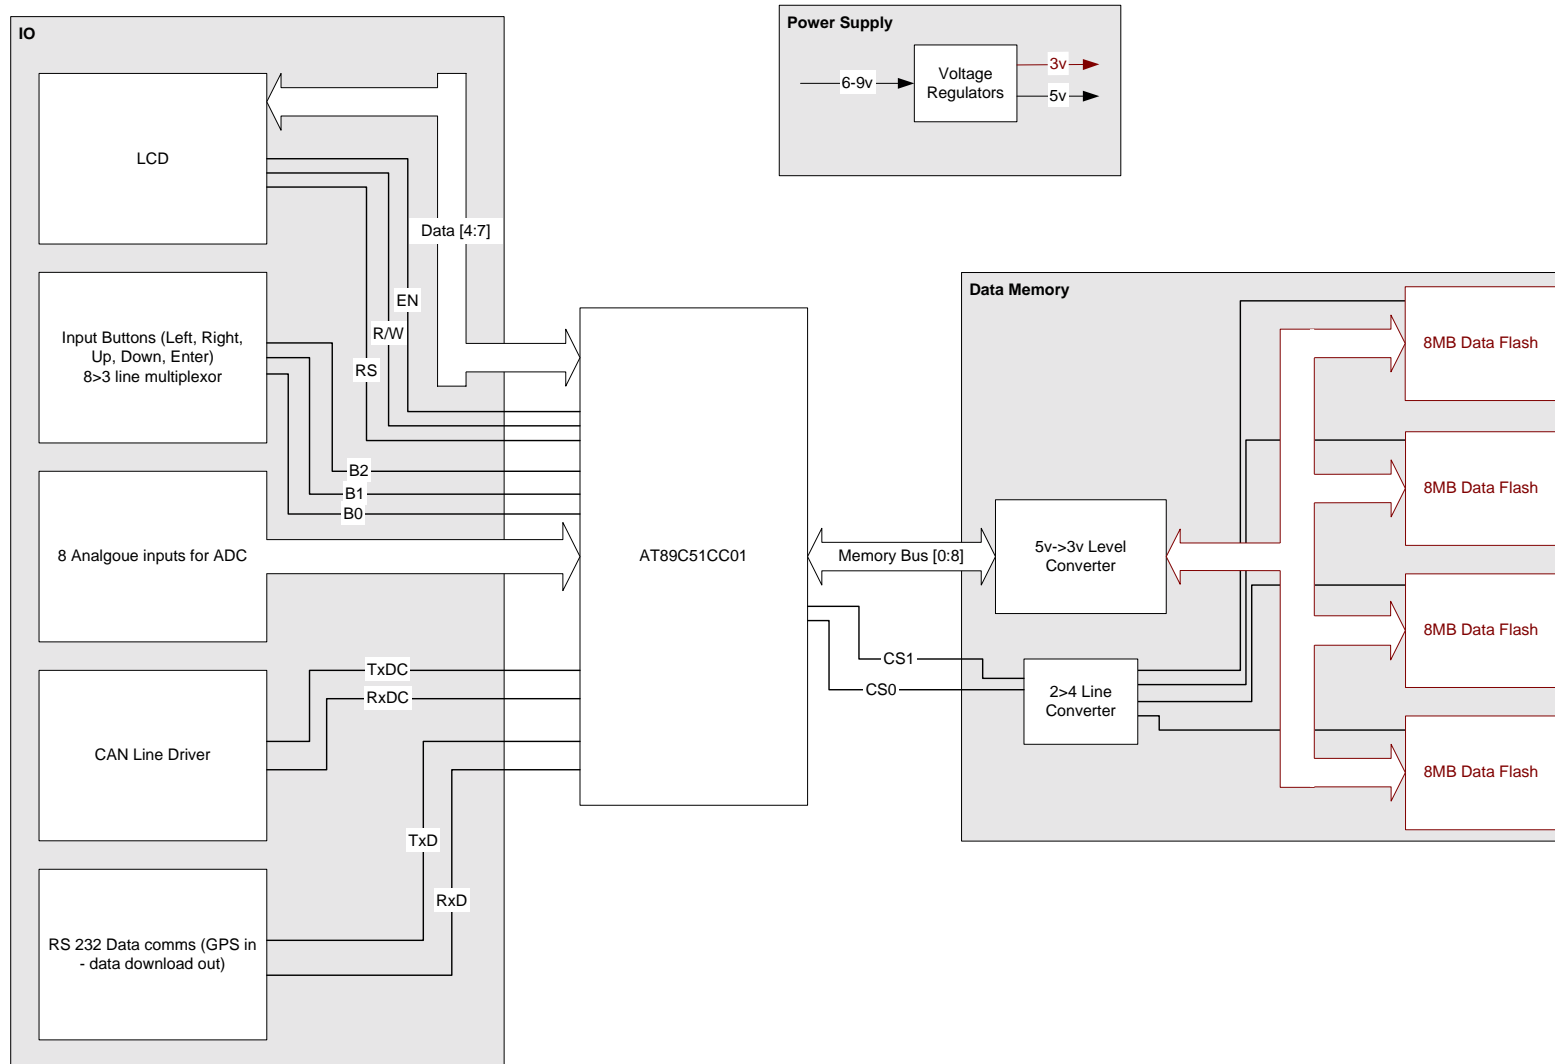 IO
LCD
Data [4:7]
EN
R/W
RS
Input Buttons (Left, Right,
Up, Down, Enter)
8>3 line multiplexor
B2
B1
B0
8 Analgoue inputs for ADC
CAN Line Driver
TxDC
RxDC
TxD
RxD
RS 232 Data comms (GPS in
- data download out)
AT89C51CC01
Power Supply
6-9v
Voltage
Regulators
3v
5v
Data Memory
Memory Bus [0:8]
5v->3v Level
Converter
CS1
CS0
2>4 Line
Converter
8MB Data Flash
8MB Data Flash
8MB Data Flash
8MB Data Flash